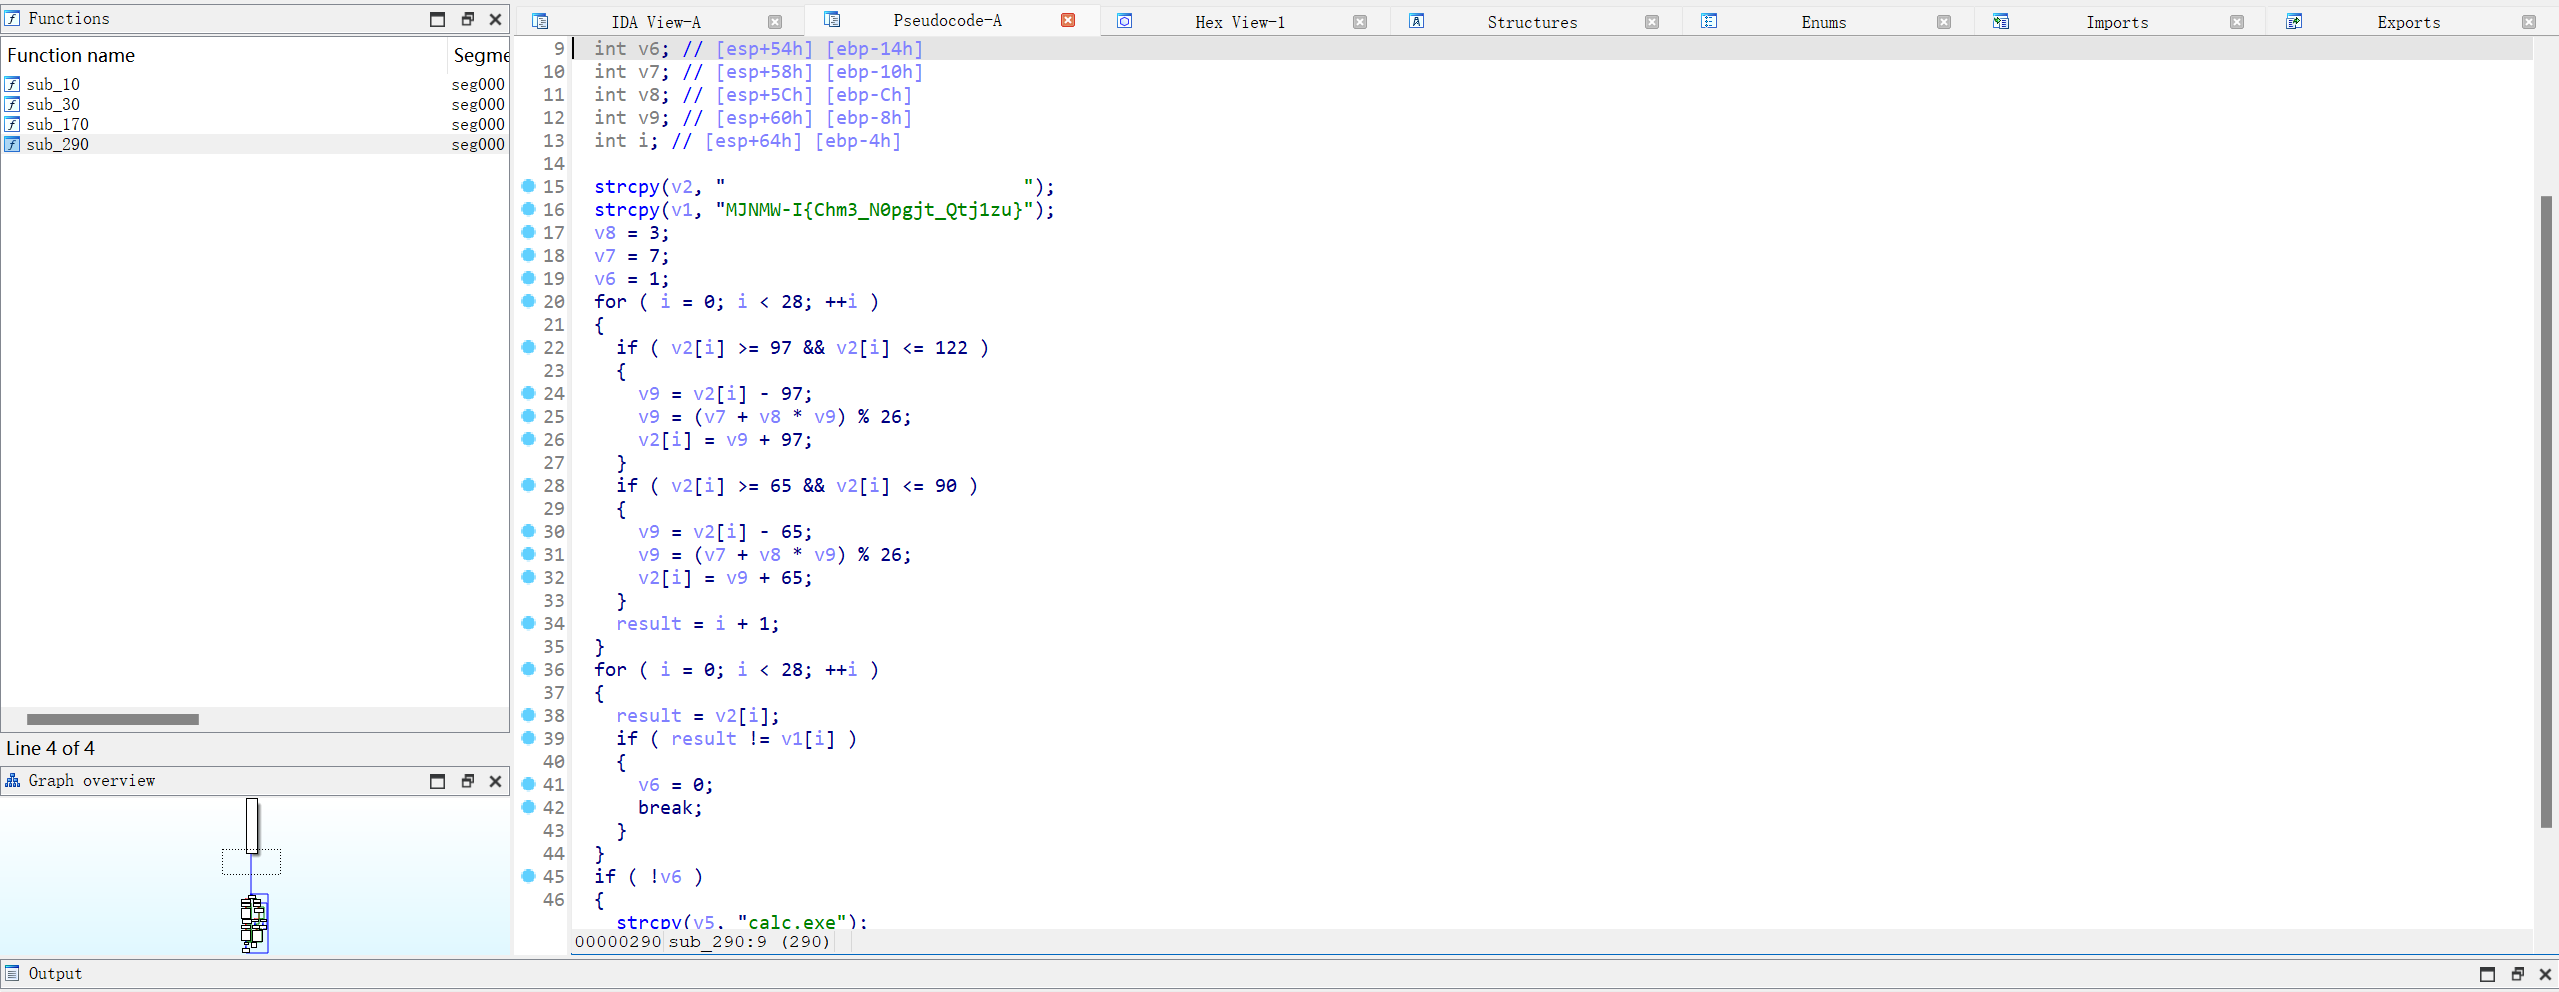 Functions
Function name Segme
sub_10 seg000
sub_30 seg000
sub_170 seg000
sub_290 seg000
Line 4 of 4
Graph overview
IDA View-A
Pseudocode-A
Hex View-1
Structures
Enums
Imports
Exports
9 int v6; // [esp+54h] [ebp-14h]
10 int v7; // [esp+58h] [ebp-10h]
11 int v8; // [esp+5Ch] [ebp-Ch]
12 int v9; // [esp+60h] [ebp-8h]
13 int i; // [esp+64h] [ebp-4h]
14
15 strcpy(v2, "                           ");
16 strcpy(v1, "MJNMW-I{Chm3_N0pgjt_Qtj1zu}");
17 v8 = 3;
18 v7 = 7;
19 v6 = 1;
20 for ( i = 0; i < 28; ++i )
21 {
22 if ( v2[i] >= 97 && v2[i] <= 122 )
23 {
24 v9 = v2[i] - 97;
25 v9 = (v7 + v8 * v9) % 26;
26 v2[i] = v9 + 97;
27 }
28 if ( v2[i] >= 65 && v2[i] <= 90 )
29 {
30 v9 = v2[i] - 65;
31 v9 = (v7 + v8 * v9) % 26;
32 v2[i] = v9 + 65;
33 }
34 result = i + 1;
35 }
36 for ( i = 0; i < 28; ++i )
37 {
38 result = v2[i];
39 if ( result != v1[i] )
40 {
41 v6 = 0;
42 break;
43 }
44 }
45 if ( !v6 )
46 {
strcpy(v5, "calc.exe");
00000290 sub_290:9 (290)
Output